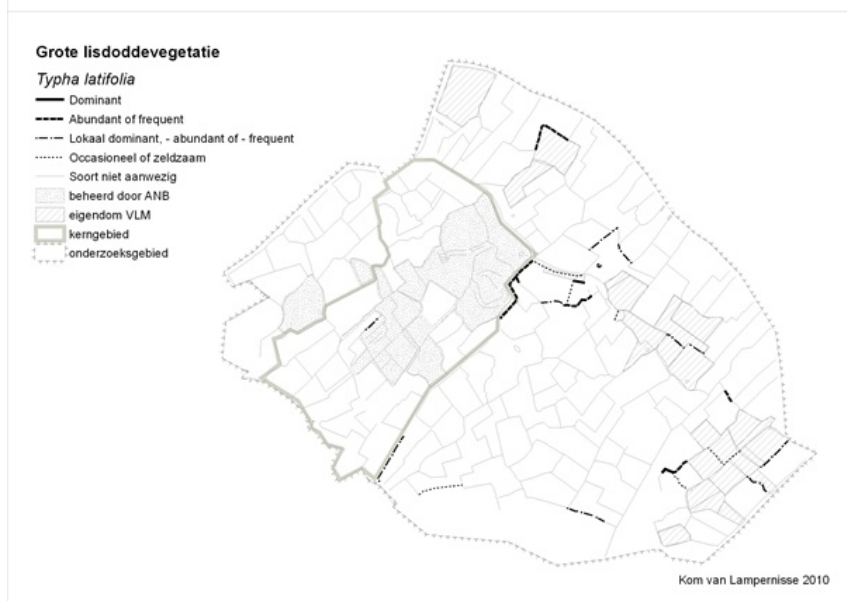 Grote lisdoddevegetatie
Typha latifolia
Dominant
Abundant of frequent
Lokaal dominant, - abundant of - frequent
Occasioneel of zeldzaam
Soort niet aanwezig
beheerd door ANB
eigendom VLM
kerngebied
onderzoeksgebied
Kom van Lampernisse 2010